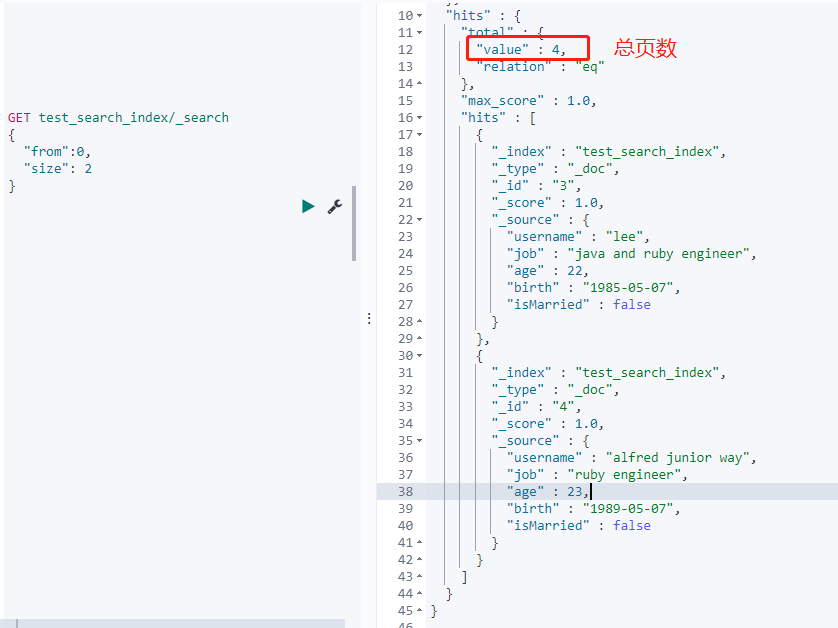 GET test_search_index/_search
{
  "from":0,
  "size": 2
}
10 "hits" : {
11 "total" : {
12 "value" : 4,
总页数
13 "relation" : "eq"
14 },
15 "max_score" : 1.0,
16 "hits" : [
17 {
18 "_index" : "test_search_index",
19 "_type" : "_doc",
20 "_id" : "3",
21 "_score" : 1.0,
22 "_source" : {
23 "username" : "lee",
24 "job" : "java and ruby engineer",
25 "age" : 22,
26 "birth" : "1985-05-07",
27 "isMarried" : false
28 }
29 },
30 {
31 "_index" : "test_search_index",
32 "_type" : "_doc",
33 "_id" : "4",
34 "_score" : 1.0,
35 "_source" : {
36 "username" : "alfred junior way",
37 "job" : "ruby engineer",
38 "age" : 23,
39 "birth" : "1989-05-07",
40 "isMarried" : false
41 }
42 }
43 ]
44 }
45 }
46